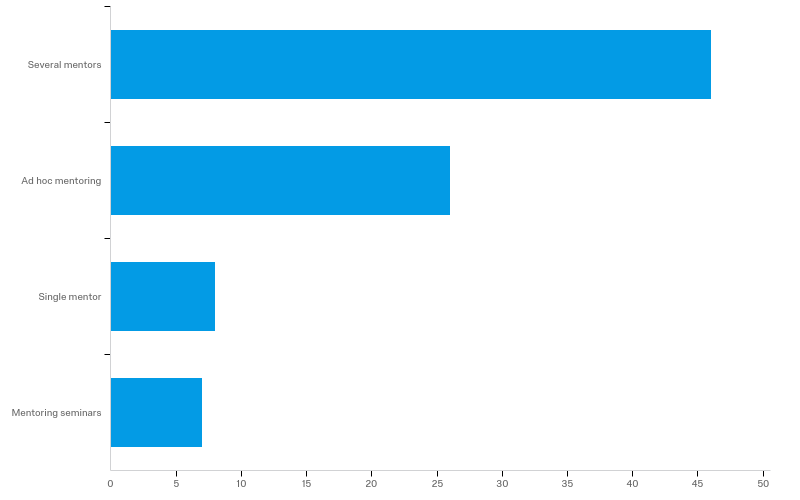 Several mentors
Ad hoc mentoring
Single mentor
Mentoring seminars
0 5 10 15 20 25 30 35 40 45 50